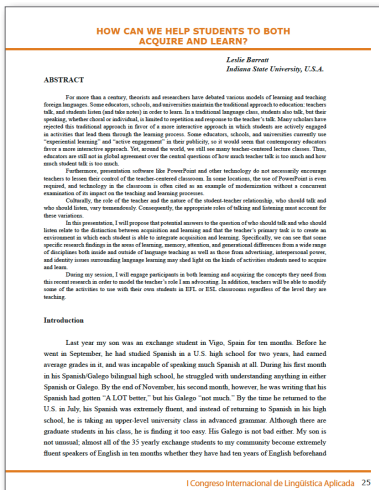 HOW CAN WE HELP STUDENTS TO BOTH
ACQUIRE AND LEARN?
Leslie Barratt
Indiana State University, U.S.A.
ABSTRACT
For more than a century, theorists and researchers have debated various models of learning and teaching
foreign languages. Some educators, schools, and universities maintain the traditional approach to education: teachers
talk, and students listen (and take notes) in order to learn. In a traditional language class, students also talk, but their
speaking, whether choral or individual, is limited to repetition and response to the teacher's talk. Many scholars have
rejected this traditional approach in favor of a more interactive approach in which students are actively engaged
in activities that lead them through the learning process. Some educators, schools, and universities currently use
"experiential learning" and "active engagement" in their publicity, so it would seem that contemporary educators
favor a more interactive approach. Yet, around the world, we still see many teacher-centered lecture classes. Thus,
educators are still not in global agreement over the central questions of how much teacher talk is too much and how
much student talk is too much.
Furthermore, presentation software like PowerPoint and other technology do not necessarily encourage
teachers to lessen their control of the teacher-centered classroom. In some locations, the use of PowerPoint is even
required, and technology in the classroom is often cited as an example of modernization without a concurrent
examination of its impact on the teaching and learning processes.
Culturally, the role of the teacher and the nature of the student-teacher relationship, who should talk and
who should listen, vary tremendously. Consequently, the appropriate roles of talking and listening must account for
these variations.
In this presentation, I will propose that potential answers to the question of who should talk and who should
listen relate to the distinction between acquisition and learning and that the teacher's primary task is to create an
environment in which each student is able to integrate acquisition and learning. Specifically, we can see that some
specific research findings in the areas of learning, memory, attention, and generational differences from a wide range
of disciplines both inside and outside of language teaching as well as those from advertising, interpersonal power,
and identity issues surrounding language learning may shed light on the kinds of activities students need to acquire
and learn.
During my session, I will engage participants in both learning and acquiring the concepts they need from
this recent research in order to model the teacher's role I am advocating. In addition, teachers will be able to modify
some of the activities to use with their own students in EFL or ESL classrooms regardless of the level they are
teaching.
Introduction
Last year my son was an exchange student in Vigo, Spain for ten months. Before he
went in September, he had studied Spanish in a U.S. high school for two years, had earned
average grades in it, and was incapable of speaking much Spanish at all. During his first month
in his Spanish/Galego bilingual high school, he struggled with understanding anything in either
Spanish or Galego. By the end of November, his second month, however, he was writing that his
Spanish had gotten "A LOT better," but his Galego "not much." By the time he returned to the
U.S. in July, his Spanish was extremely fluent, and instead of returning to Spanish in his high
school, he is taking an upper-level university class in advanced grammar. Although there are
graduate students in his class, he is finding it too easy. His Galego is not bad either. My son is
not unusual; almost all of the 35 yearly exchange students to my community become extremely
fluent speakers of English in ten months whether they have had ten years of English beforehand
I Congreso Internacional de Lingüística Aplicada 25